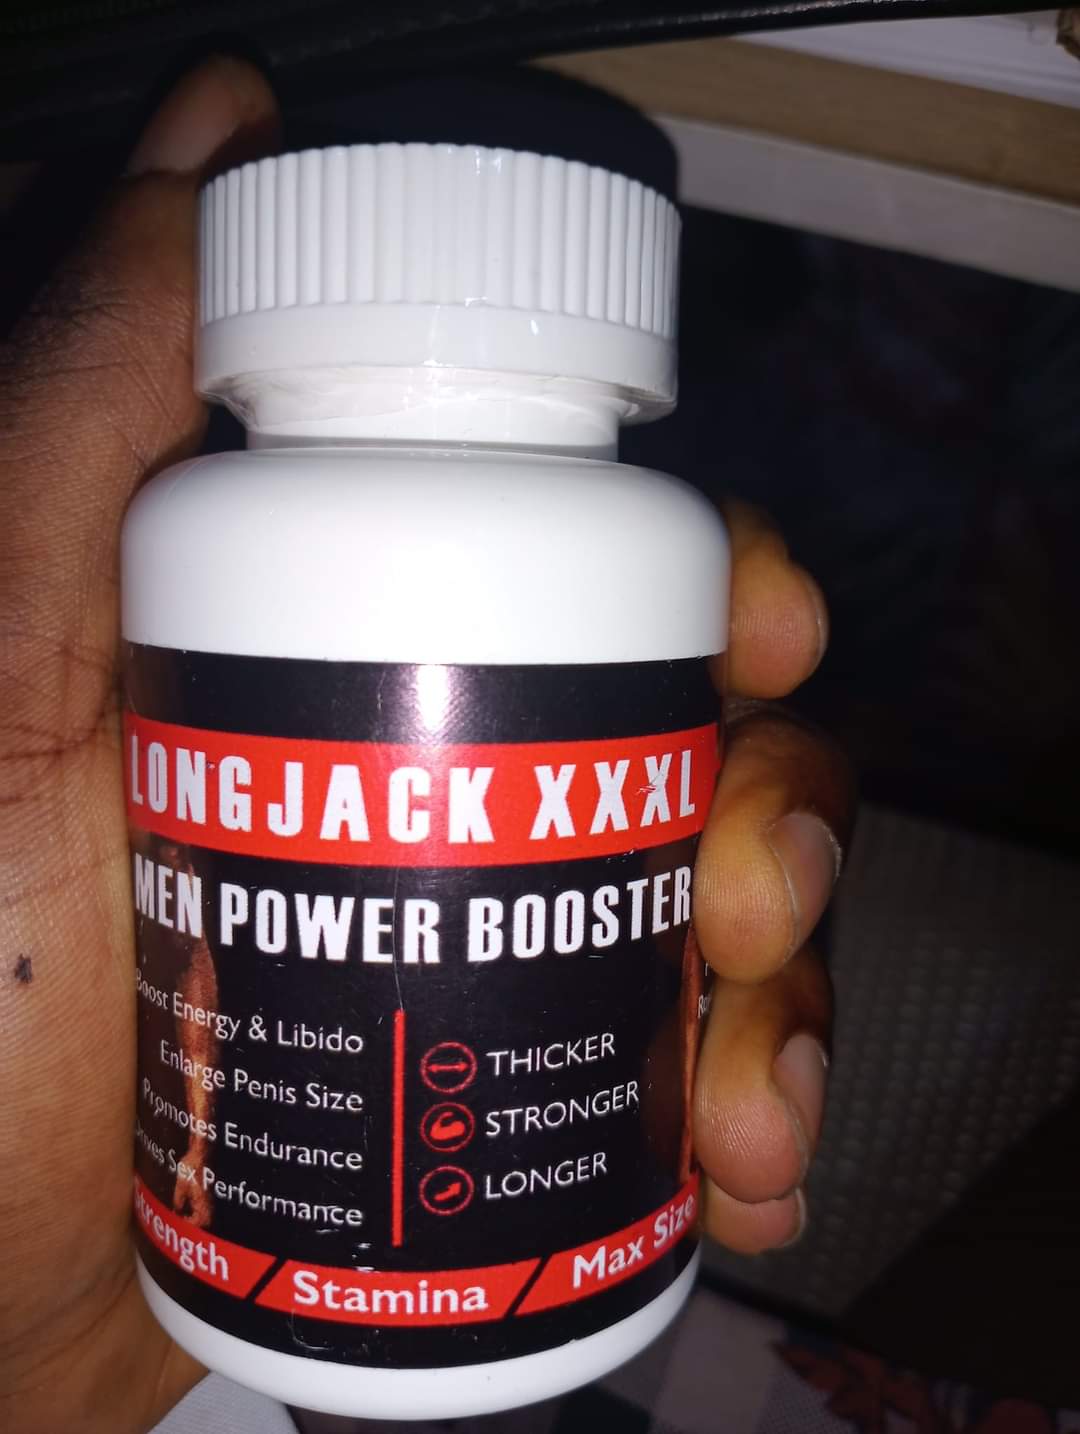 LONGJACK XXXL
MEN POWER BOOSTER
Boost Energy & Libido
Enlarge Penis Size
Promotes Endurance
Sex Performance
THICKER
STRONGER
LONGER
Strength
Stamina
Max Size